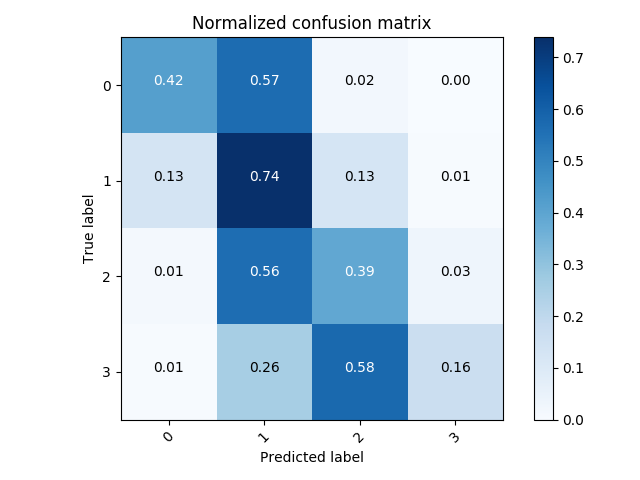 Normalized confusion matrix
0 0.42 0.57 0.02 0.00
1 0.13 0.74 0.13 0.01
2 0.01 0.56 0.39 0.03
3 0.01 0.26 0.58 0.16
0 1 2 3
True label
Predicted label
0.7
0.6
0.5
0.4
0.3
0.2
0.1
0.0